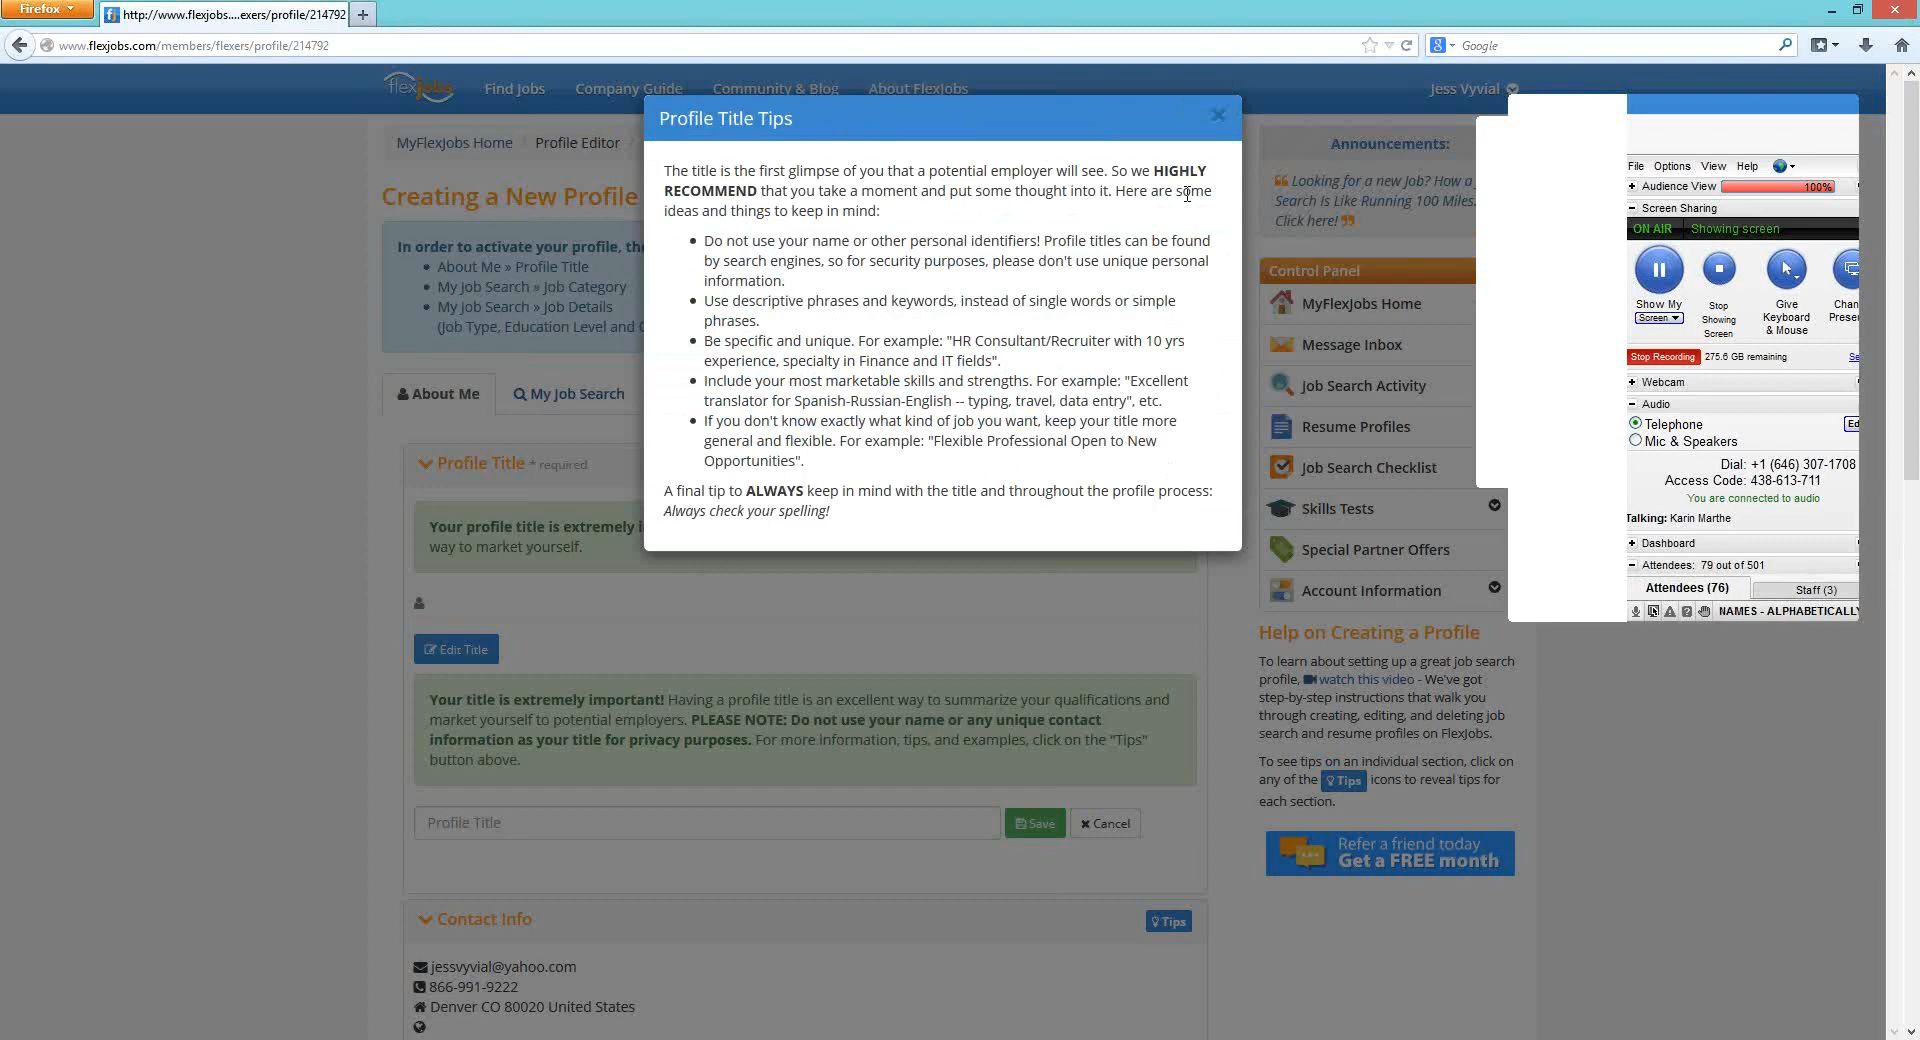 Firefox
http://www.flexjobs....exers/profile/214792
www.flexjobs.com/members/flexers/profile/214792
Google
flexjobs
Find Jobs
Company Guide
Community & Blog
About FlexJobs
Jess Vyvial
MyFlexJobs Home
Profile Editor
Creating a New Profile
In order to activate your profile, the
About Me » Profile Title
My Job Search » Job Category
My Job Search » Job Details
(Job Type, Education Level and
About Me
My Job Search
Profile Title * required
Your profile title is extremely i
way to market yourself.
Edit Title
Your title is extremely important! Having a profile title is an excellent way to summarize your qualifications and
market yourself to potential employers. PLEASE NOTE: Do not use your name or any unique contact
information as your title for privacy purposes. For more information, tips, and examples, click on the "Tips"
button above.
Profile Title
Save
Cancel
Contact Info
Tips
jessvyvial@yahoo.com
866-991-9222
Denver CO 80020 United States
Profile Title Tips
The title is the first glimpse of you that a potential employer will see. So we HIGHLY
RECOMMEND that you take a moment and put some thought into it. Here are some
ideas and things to keep in mind:
Do not use your name or other personal identifiers! Profile titles can be found
by search engines, so for security purposes, please don't use unique personal
information.
Use descriptive phrases and keywords, instead of single words or simple
phrases.
Be specific and unique. For example: "HR Consultant/Recruiter with 10 yrs
experience, specialty in Finance and IT fields".
Include your most marketable skills and strengths. For example: "Excellent
translator for Spanish-Russian-English -- typing, travel, data entry", etc.
If you don't know exactly what kind of job you want, keep your title more
general and flexible. For example: "Flexible Professional Open to New
Opportunities".
A final tip to ALWAYS keep in mind with the title and throughout the profile process:
Always check your spelling!
Announcements:
Looking for a new Job? How a
Search Is Like Running 100 Miles.
Click here!
Control Panel
MyFlexJobs Home
Message Inbox
Job Search Activity
Resume Profiles
Job Search Checklist
Skills Tests
Special Partner Offers
Account Information
Help on Creating a Profile
To learn about setting up a great job search
profile, watch this video - We've got
step-by-step instructions that walk you
through creating, editing, and deleting job
search and resume profiles on FlexJobs.
To see tips on an individual section, click on
any of the Tips icons to reveal tips for
each section.
Refer a friend today
Get a FREE month
File Options View Help
Audience View 100%
Screen Sharing
ON AIR Showing screen
Show My
Screen
Stop
Showing
Screen
Give
Keyboard
& Mouse
Chan
Prese
Stop Recording 275.6 GB remaining Se
Webcam
Audio
Telephone Ed
Mic & Speakers
Dial: +1 (646) 307-1708
Access Code: 438-613-711
You are connected to audio
Talking: Karin Marthe
Dashboard
Attendees: 79 out of 501
Attendees (76)
Staff (3)
NAMES - ALPHABETICALLY